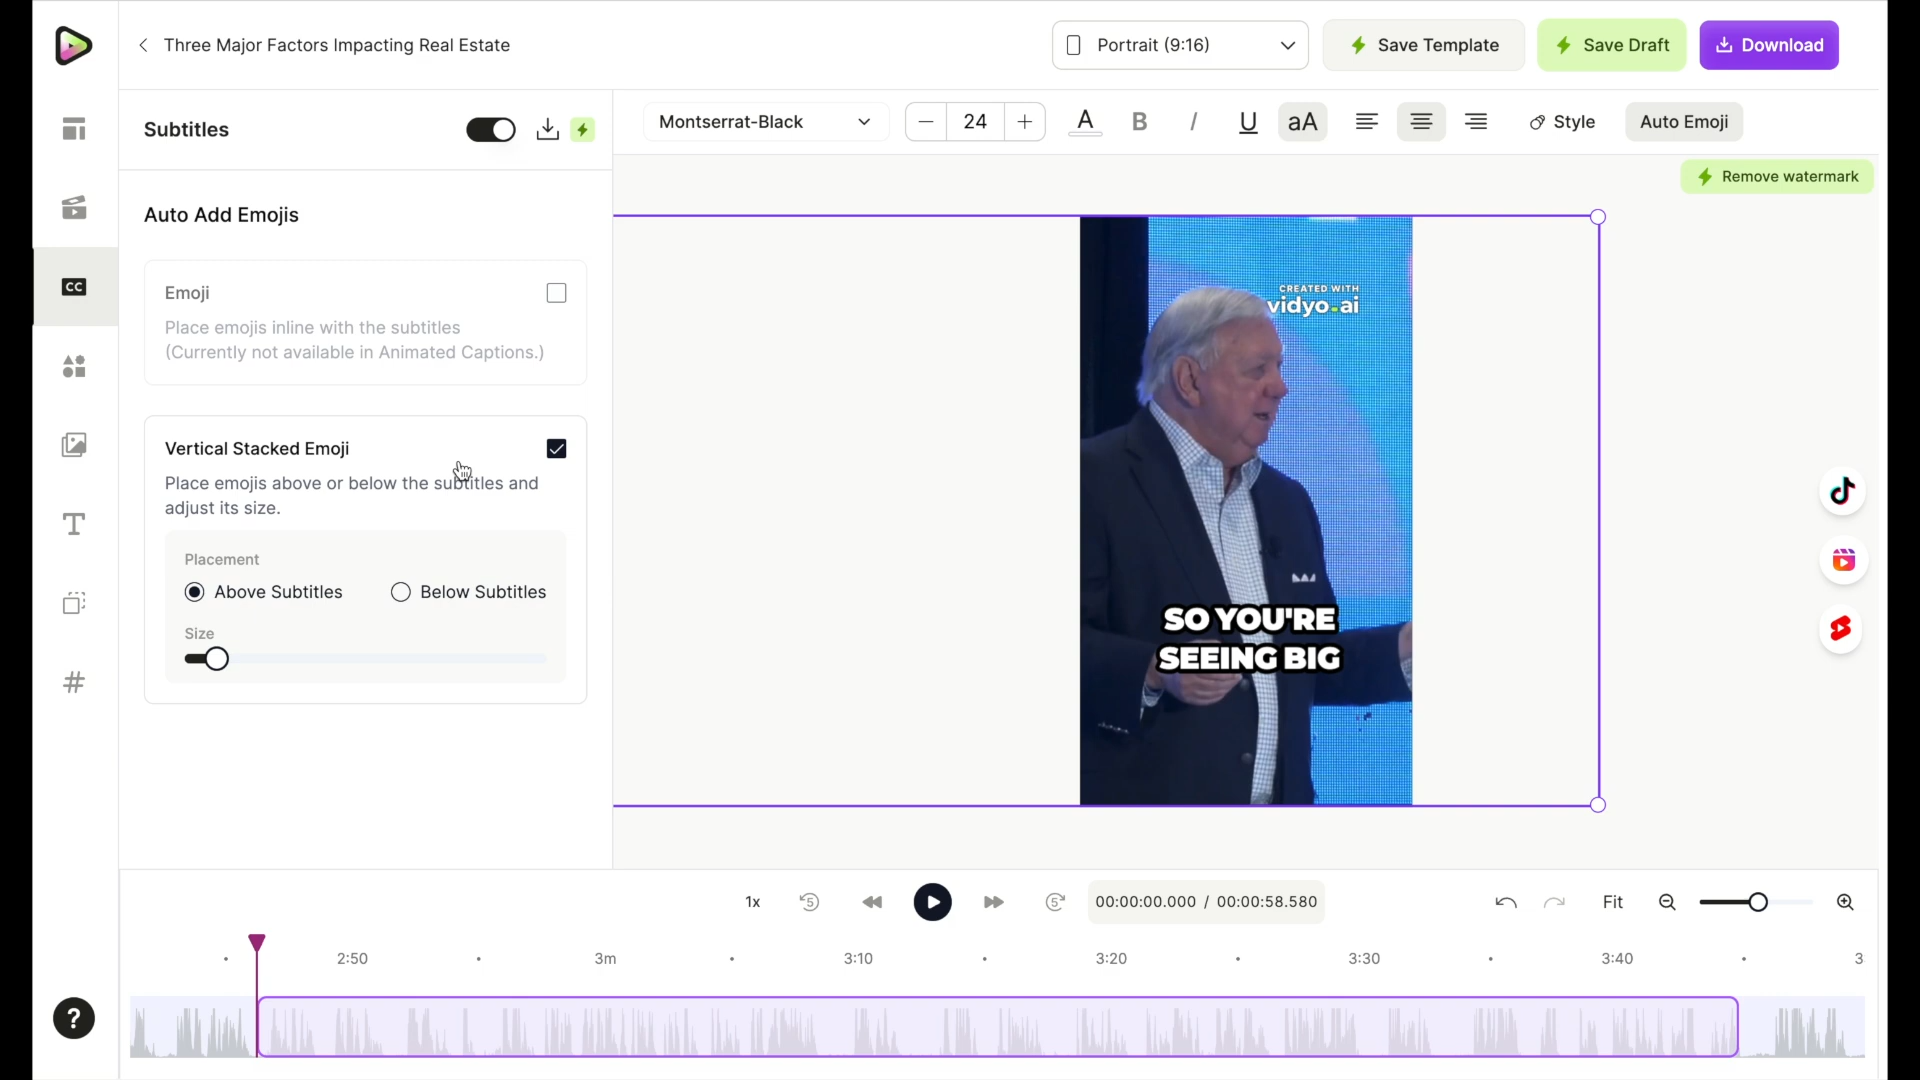 Three Major Factors Impacting Real Estate
Portrait (9:16)
Save Template
Save Draft
Download
Subtitles
Montserrat-Black
24
A
B
I
U
aA
Style
Auto Emoji
Remove watermark
Auto Add Emojis
Emoji
Place emojis inline with the subtitles
(Currently not available in Animated Captions.)
CC
Vertical Stacked Emoji
Place emojis above or below the subtitles and
adjust its size.
Placement
Above Subtitles
Below Subtitles
Size
T
#
CREATED WITH
vidyo.ai
SO YOU'RE
SEEING BIG
1x
5
5
00:00:00.000 / 00:00:58.580
Fit
2:50
3m
3:10
3:20
3:30
3:40
3
?